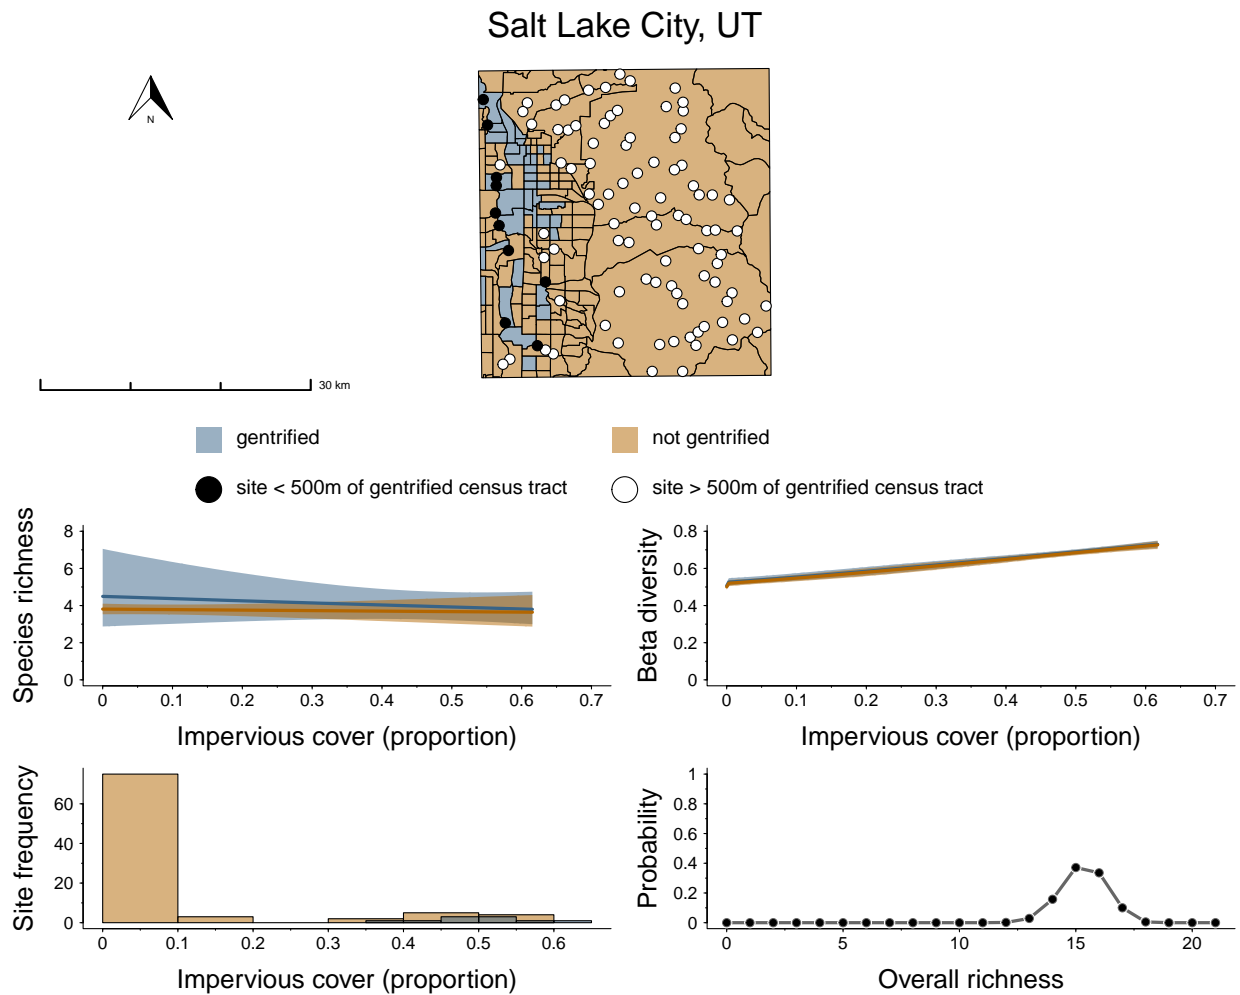 Salt Lake City, UT
N
30 km
gentrified
not gentrified
site < 500m of gentrified census tract
site > 500m of gentrified census tract
Species richness
8
6
4
2
0
0 0.1 0.2 0.3 0.4 0.5 0.6 0.7
Impervious cover (proportion)
Beta diversity
0.8
0.6
0.4
0.2
0
0 0.1 0.2 0.3 0.4 0.5 0.6 0.7
Impervious cover (proportion)
Site frequency
60
40
20
0
0 0.1 0.2 0.3 0.4 0.5 0.6
Impervious cover (proportion)
Probability
1
0.8
0.6
0.4
0.2
0
0 5 10 15 20
Overall richness